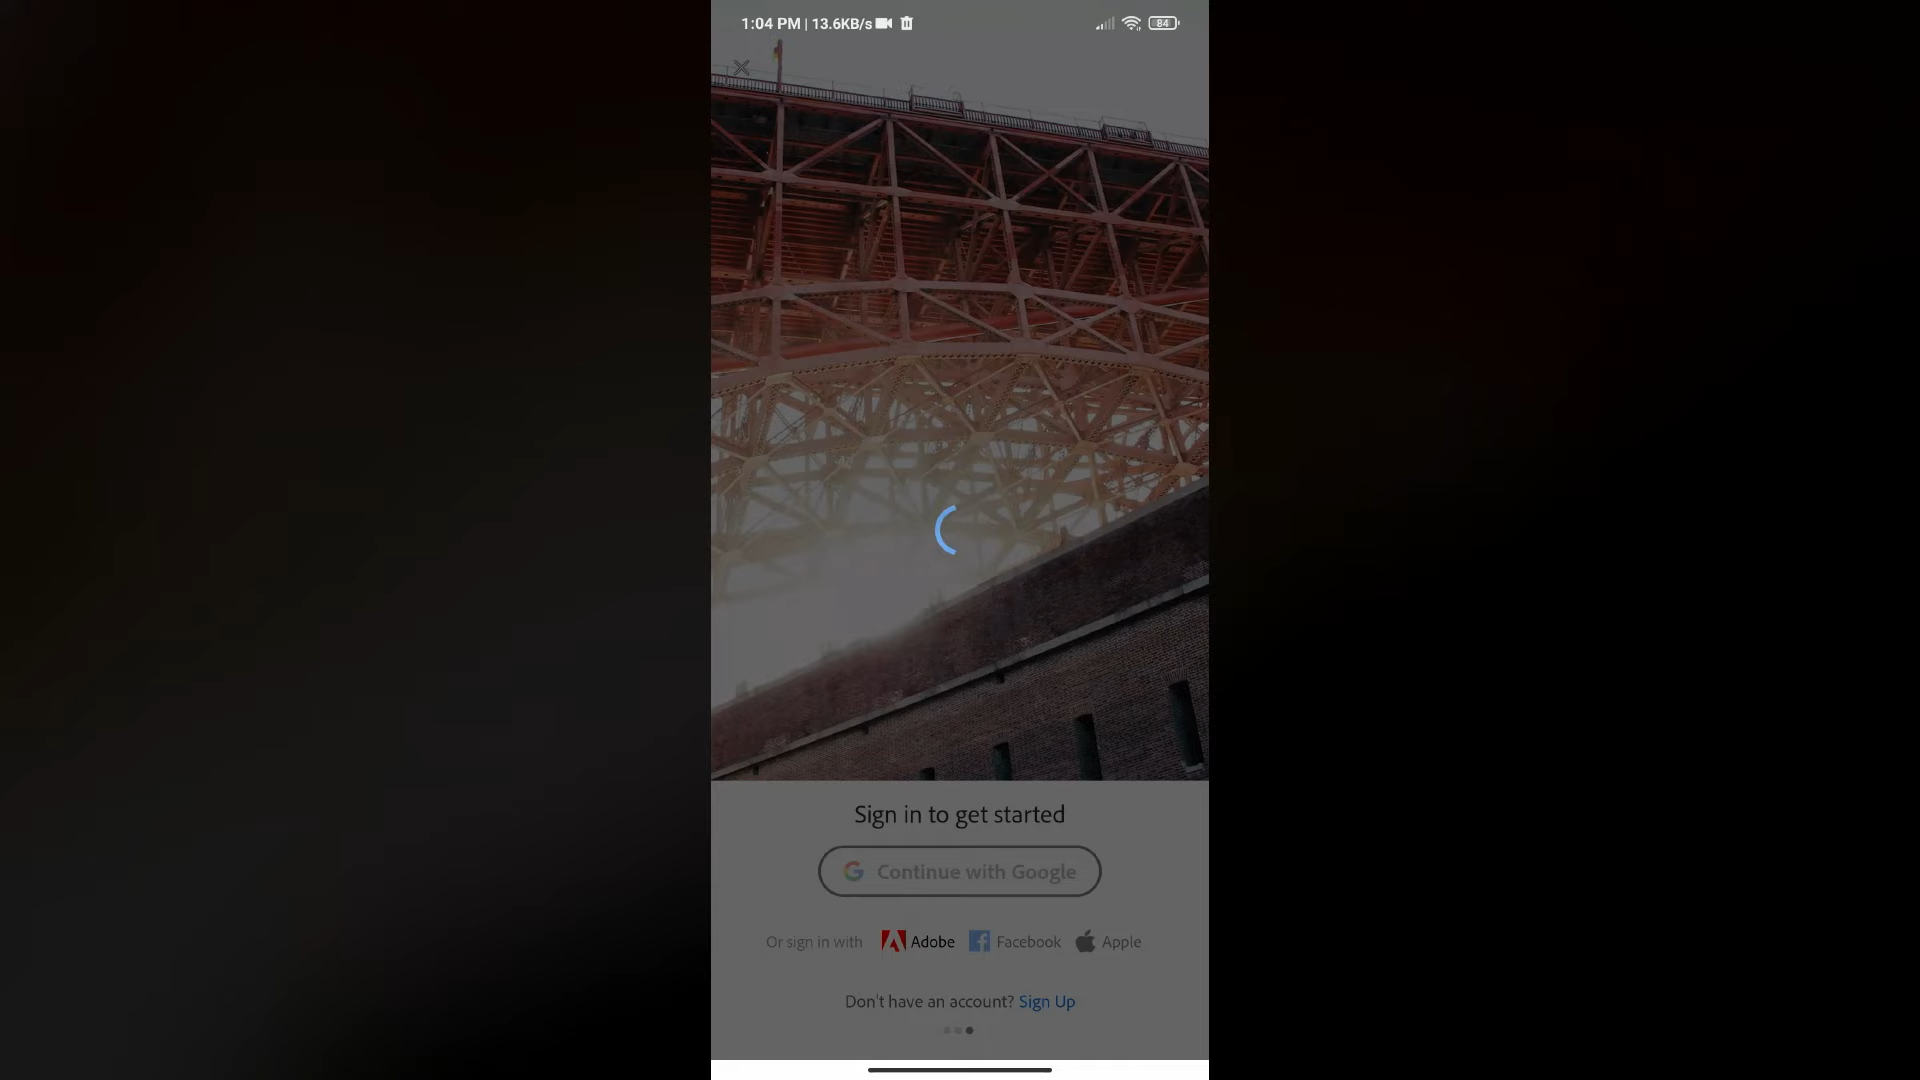 1:04 PM | 13.6KB/s 84
Sign in to get started
Continue with Google
Or sign in with Adobe Facebook Apple
Don't have an account? Sign Up